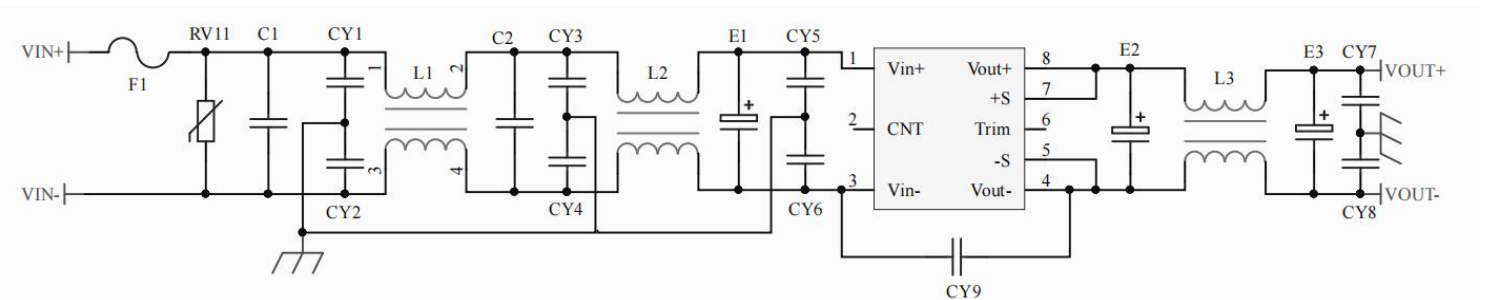 VIN+
F1
RV11
C1
CY1
1
L1
2
C2
CY3
L2
E1
+
CY5
1
Vin+
Vout+
8
+S
7
2
CNT
Trim
6
-S
5
3
Vin-
Vout-
4
E2
+
L3
E3
+
CY7
VOUT+
VIN-
CY2
3
4
CY4
CY6
CY9
CY8
VOUT-